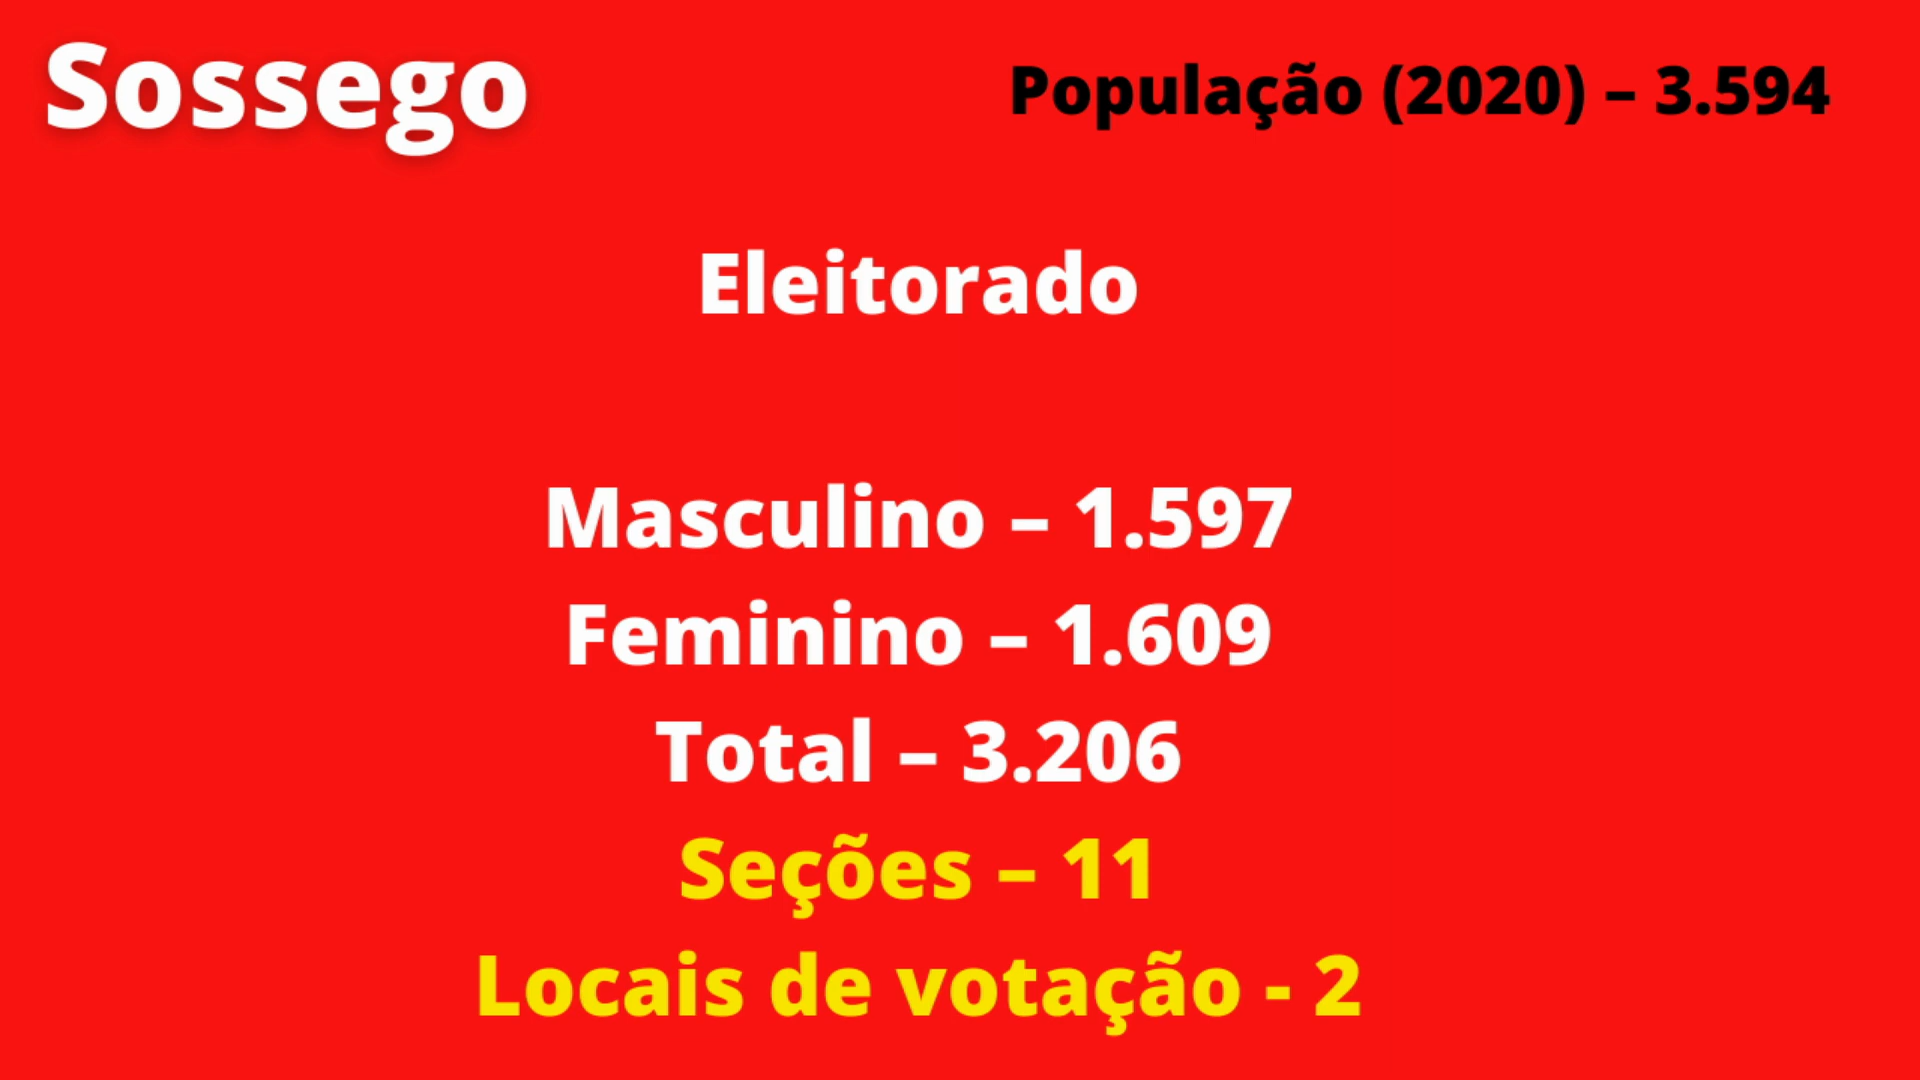 Sossego
População (2020) – 3.594
Eleitorado
Masculino – 1.597
Feminino – 1.609
Total – 3.206
Seções – 11
Locais de votação - 2